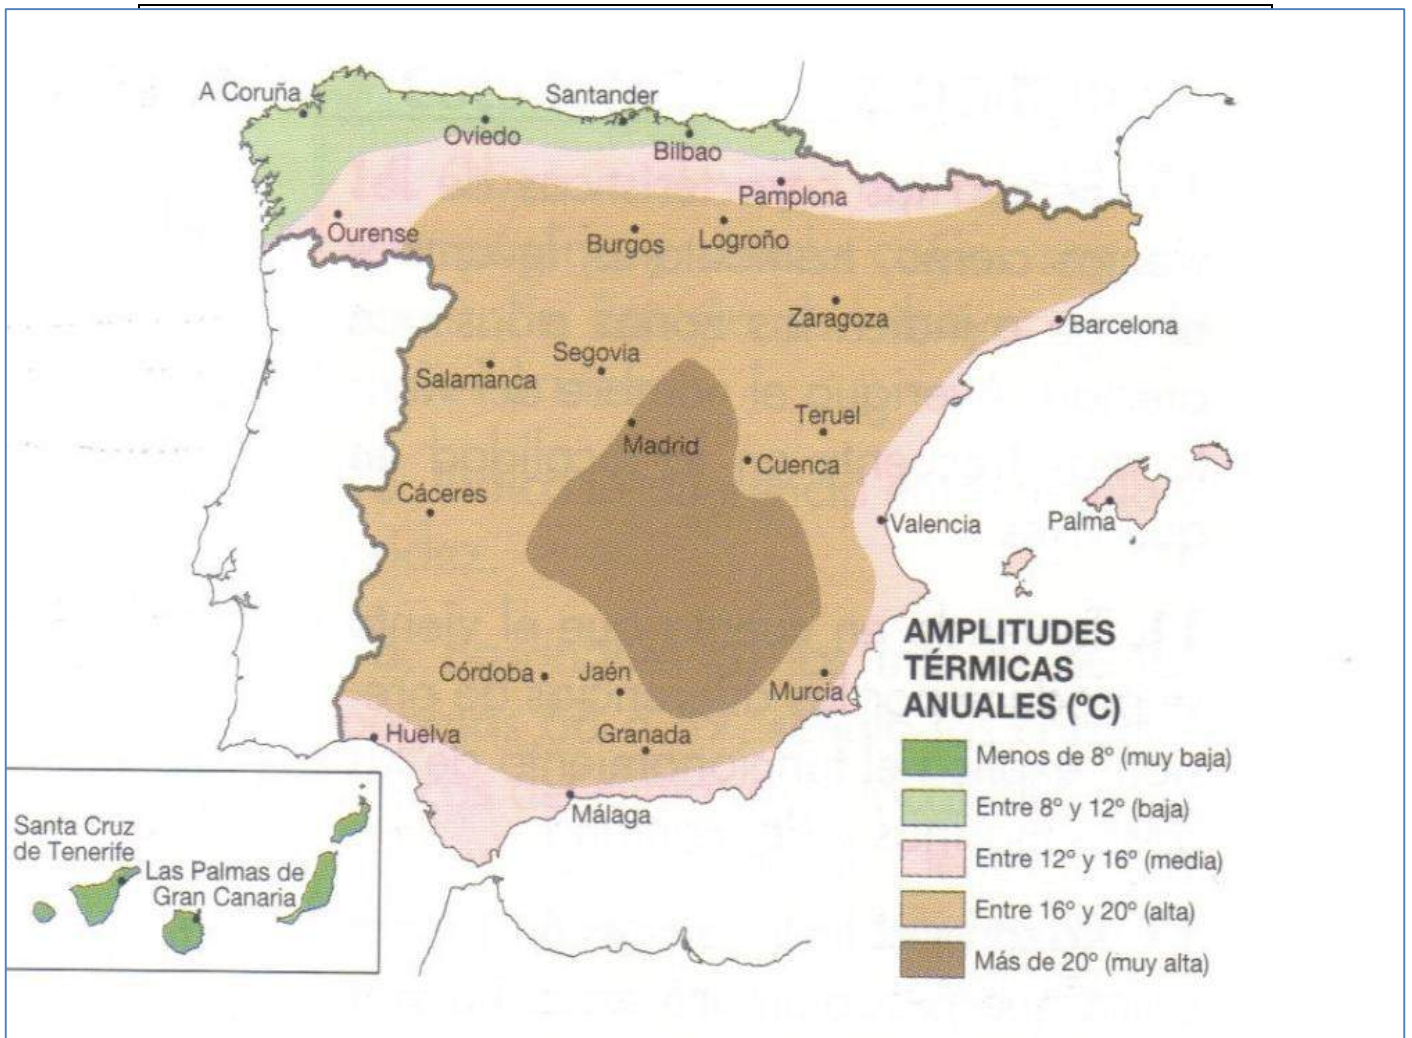 A Coruña
Santander
Oviedo
Bilbao
Pamplona
Ourense
Burgos
Logroño
Zaragoza
Barcelona
Segovia
Salamanca
Teruel
Madrid
Cuenca
Cáceres
Valencia
Palma
Córdoba
Jaén
Murcia
Huelva
Granada
Málaga
Santa Cruz
de Tenerife
Las Palmas de
Gran Canaria
AMPLITUDES
TÉRMICAS
ANUALES (ºC)
Menos de 8º (muy baja)
Entre 8º y 12º (baja)
Entre 12º y 16º (media)
Entre 16º y 20º (alta)
Más de 20º (muy alta)